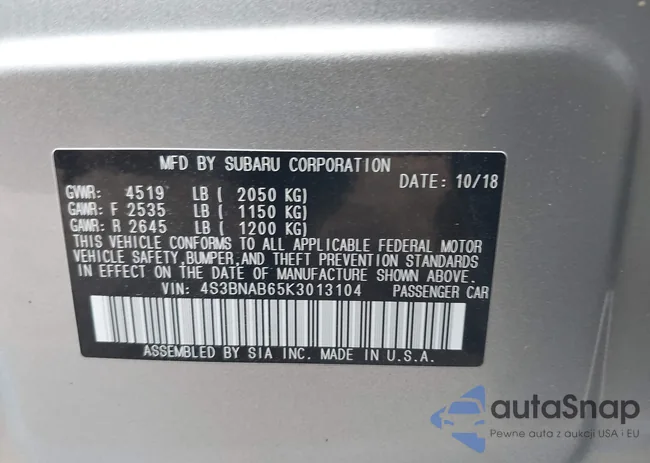 MFD BY SUBARU CORPORATION
DATE: 10/18
GVWR: 4519 LB ( 2050 KG)
GAWR: F 2535 LB ( 1150 KG)
GAWR: R 2645 LB ( 1200 KG)
THIS VEHICLE CONFORMS TO ALL APPLICABLE FEDERAL MOTOR
VEHICLE SAFETY,BUMPER,AND THEFT PREVENTION STANDARDS
IN EFFECT ON THE DATE OF MANUFACTURE SHOWN ABOVE.
VIN: 4S3BNAB65K3013104 PASSENGER CAR
ASSEMBLED BY SIA INC. MADE IN U.S.A.
autoSnap
Pewne auta z aukcji USA i EU